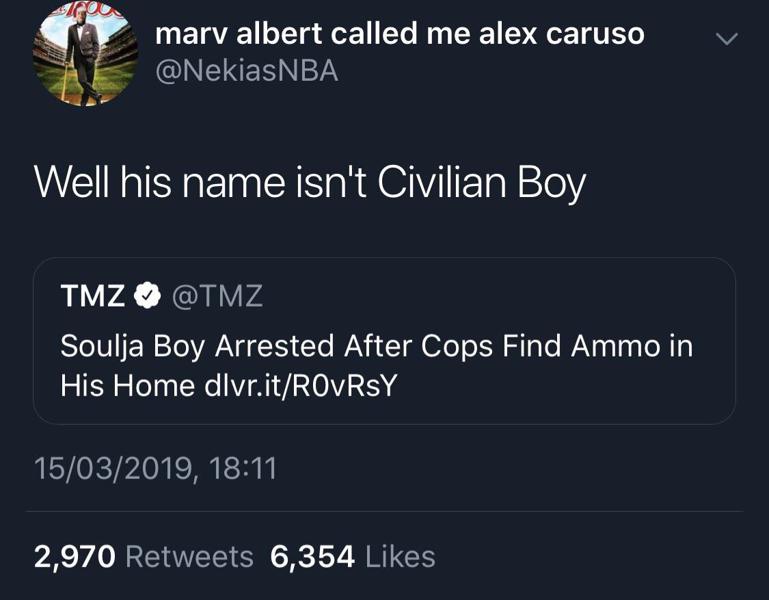 marv albert called me alex caruso
@NekiasNBA
Well his name isn't Civilian Boy
TMZ @TMZ
Soulja Boy Arrested After Cops Find Ammo in
His Home dlvr.it/R0vRsY
15/03/2019, 18:11
2,970 Retweets 6,354 Likes